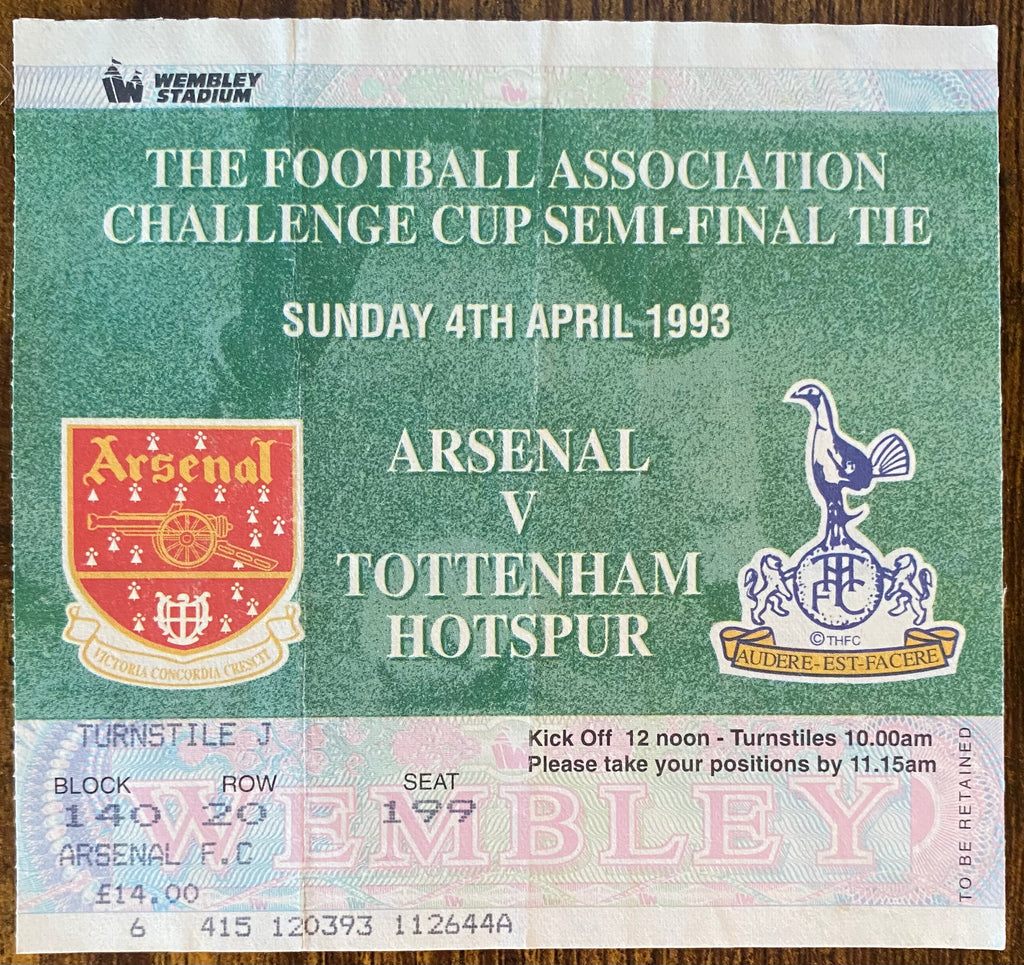 WEMBLEY
STADIUM
THE FOOTBALL ASSOCIATION
CHALLENGE CUP SEMI-FINAL TIE
SUNDAY 4TH APRIL 1993
Arsenal
VICTORIA CONCORDIA CRESCIT
ARSENAL
V
TOTTENHAM
HOTSPUR
©THFC
AUDERE-EST-FACERE
TURNSTILE J
Kick Off 12 noon - Turnstiles 10.00am
Please take your positions by 11.15am
BLOCK ROW SEAT
140 20 199
WEMBLEY
ARSENAL F.C
£14.00
6 415 120393 112644A
TO BE RETAINED